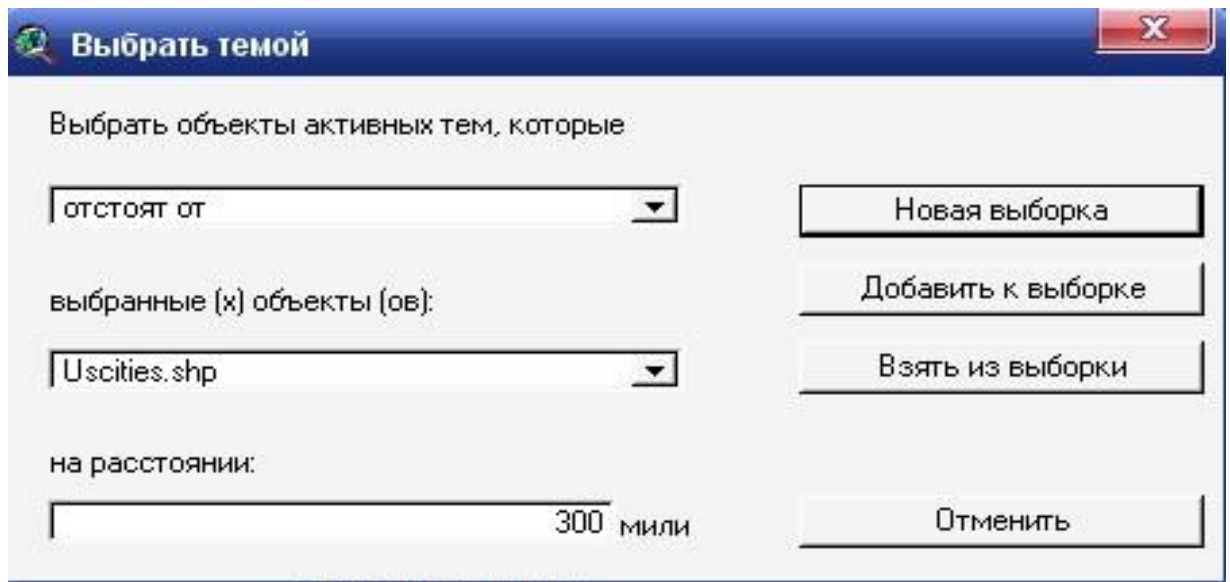 Выбрать темой
Выбрать объекты активных тем, которые
отстоят от
Новая выборка
Добавить к выборке
выбранные (х) объекты (ов):
Uscities.shp
Взять из выборки
на расстоянии:
300 мили
Отменить